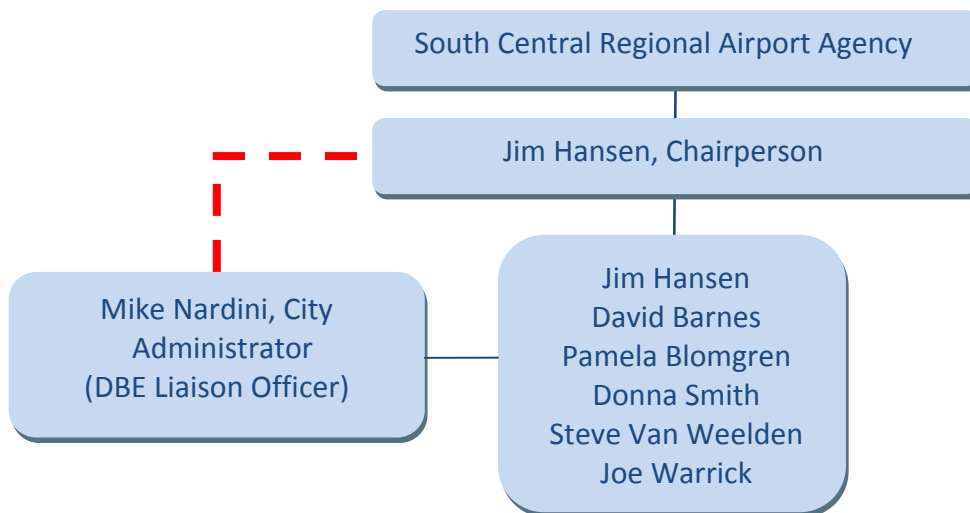 South Central Regional Airport Agency
Jim Hansen, Chairperson
Mike Nardini, City
Administrator
(DBE Liaison Officer)
Jim Hansen
David Barnes
Pamela Blomgren
Donna Smith
Steve Van Weelden
Joe Warrick